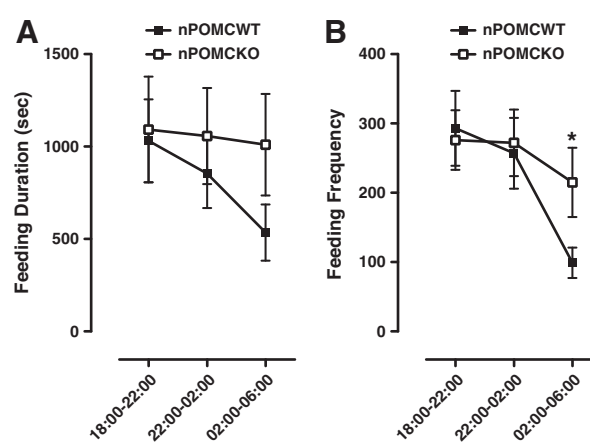 A
nPOMCWT
nPOMCKO
Feeding Duration (sec)
1500
1000
500
0
18:00-22:00
22:00-02:00
02:00-06:00
B
nPOMCWT
nPOMCKO
Feeding Frequency
400
300
200
100
0
*
18:00-22:00
22:00-02:00
02:00-06:00